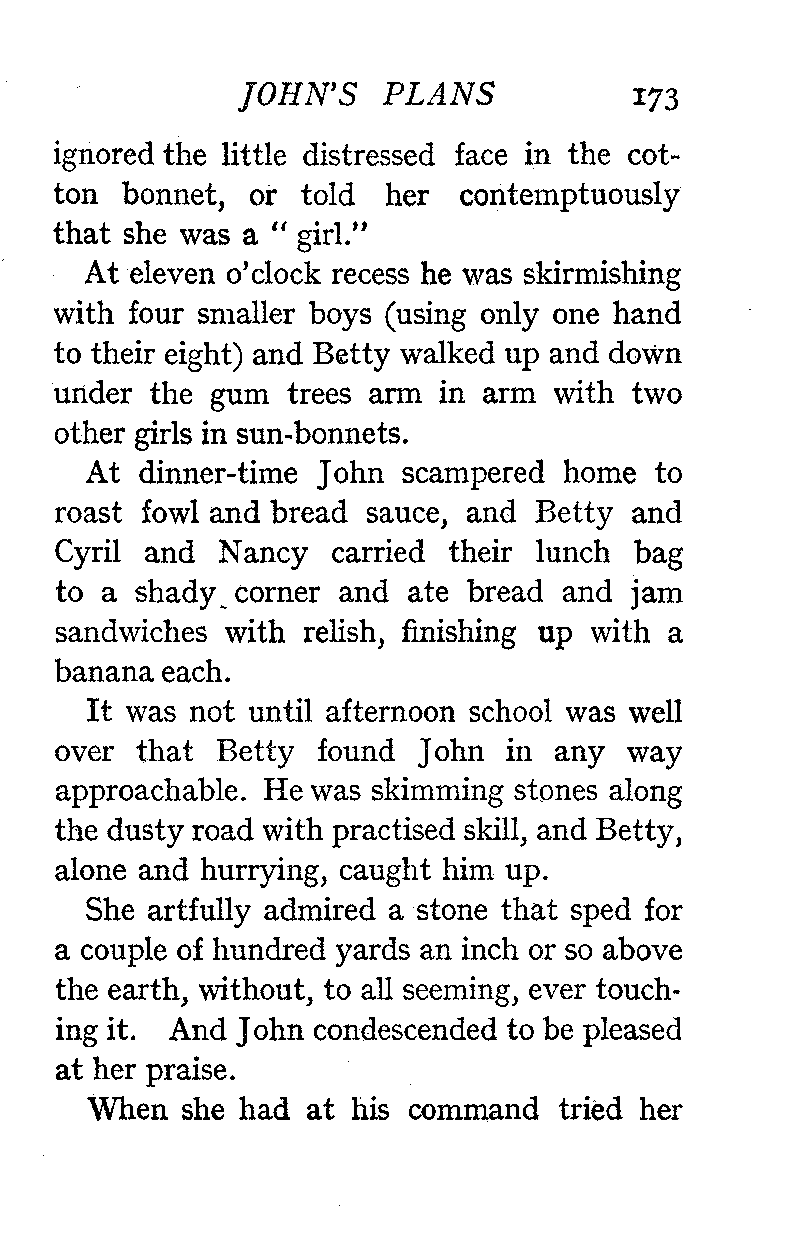 JOHN'S PLANS 173
ignored the little distressed face in the cot-
ton bonnet, or told her contemptuously
that she was a " girl."
At eleven o'clock recess he was skirmishing
with four smaller boys (using only one hand
to their eight) and Betty walked up and down
under the gum trees arm in arm with two
other girls in sun-bonnets.
At dinner-time John scampered home to
roast fowl and bread sauce, and Betty and
Cyril and Nancy carried their lunch bag
to a shady corner and ate bread and jam
sandwiches with relish, finishing up with a
banana each.
It was not until afternoon school was well
over that Betty found John in any way
approachable. He was skimming stones along
the dusty road with practised skill, and Betty,
alone and hurrying, caught him up.
She artfully admired a stone that sped for
a couple of hundred yards an inch or so above
the earth, without, to all seeming, ever touch-
ing it. And John condescended to be pleased
at her praise.
When she had at his command tried her